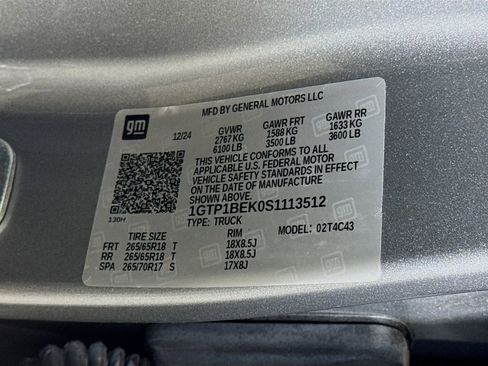 MFD BY GENERAL MOTORS LLC
gm
12/24 GVWR GAWR FRT GAWR RR
2767 KG 1588 KG 1633 KG
6100 LB 3500 LB 3600 LB
THIS VEHICLE CONFORMS TO ALL
APPLICABLE U.S. FEDERAL MOTOR
VEHICLE SAFETY STANDARDS IN EFFECT
ON THE DATE OF MANUFACTURE
SHOWN ABOVE.
1GTP1BEK0S1113512
130H
TYPE: TRUCK MODEL: 02T4C43
TIRE SIZE RIM
FRT 265/65R18 T 18X8.5J
RR 265/65R18 T 18X8.5J
SPA 265/70R17 S 17X8J